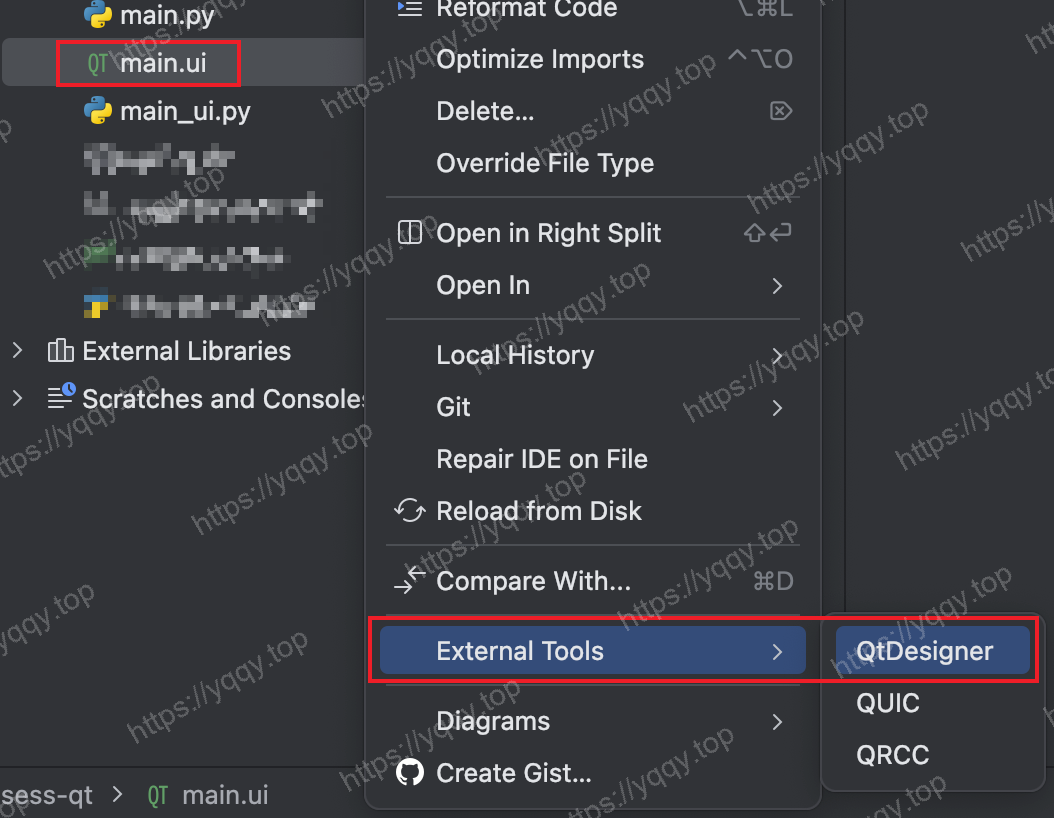 main.py
main.ui
main_ui.py
External Libraries
Scratches and Consoles
Reformat Code ⌥⌘L
Optimize Imports ^⌥O
Delete... ⌦
Override File Type
Open in Right Split ⇧⏎
Open In
Local History
Git
Repair IDE on File
Reload from Disk
Compare With... ⌘D
External Tools
Diagrams
Create Gist...
QtDesigner
QUIC
QRCC
sess-qt > QT main.ui
https://yqqy.top